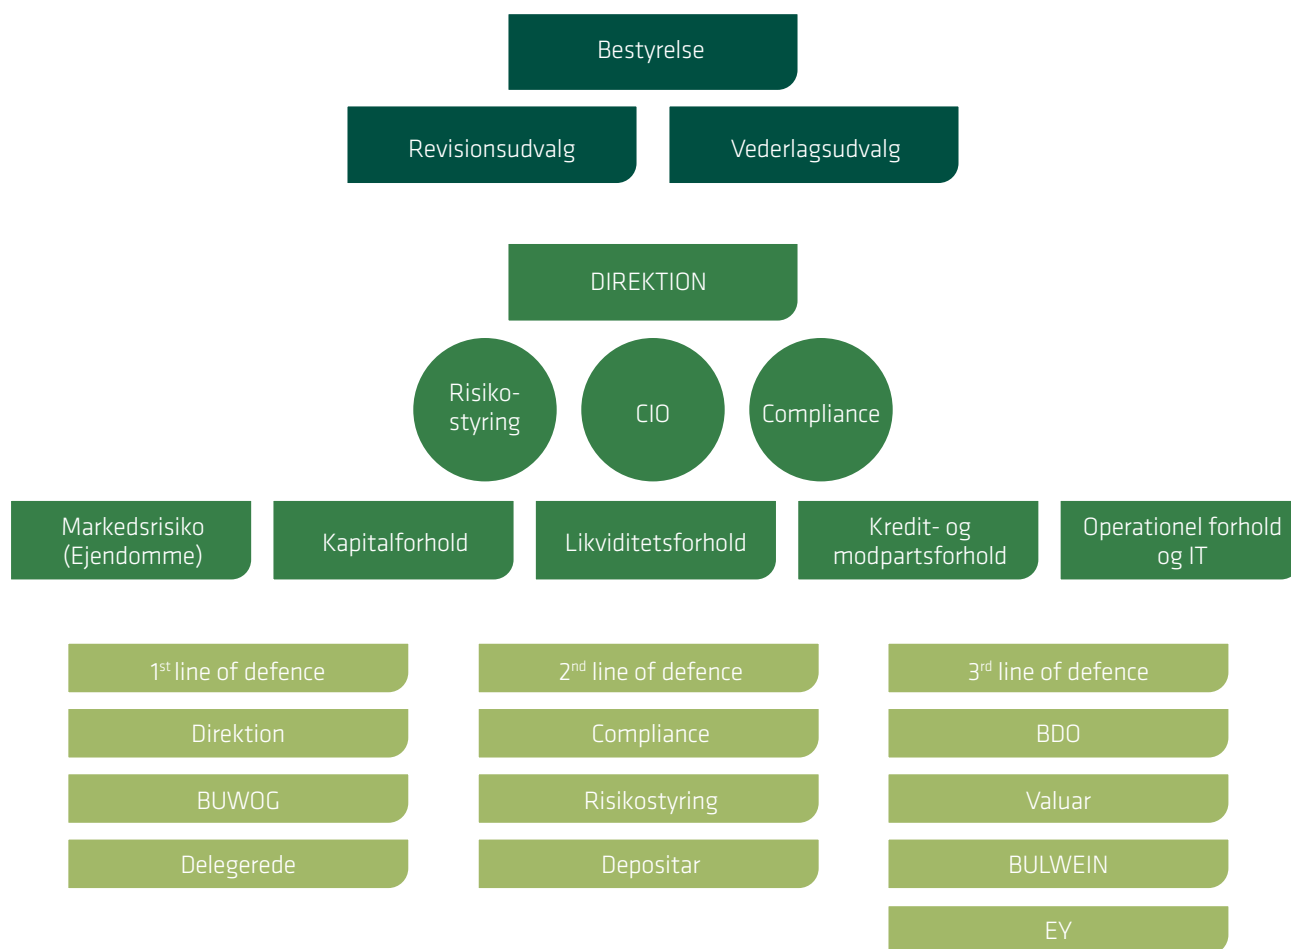 Bestyrelse
Revisionsudvalg
Vederlagsudvalg
DIREKTION
Risiko-
styring
CIO
Compliance
Markedsrisiko
(Ejendomme)
Kapitalforhold
Likviditetsforhold
Kredit- og
modpartsforhold
Operationel forhold
og IT
1st line of defence
Direktion
BUWOG
Delegerede
2nd line of defence
Compliance
Risikostyring
Depositar
3rd line of defence
BDO
Valuar
BULWEIN
EY